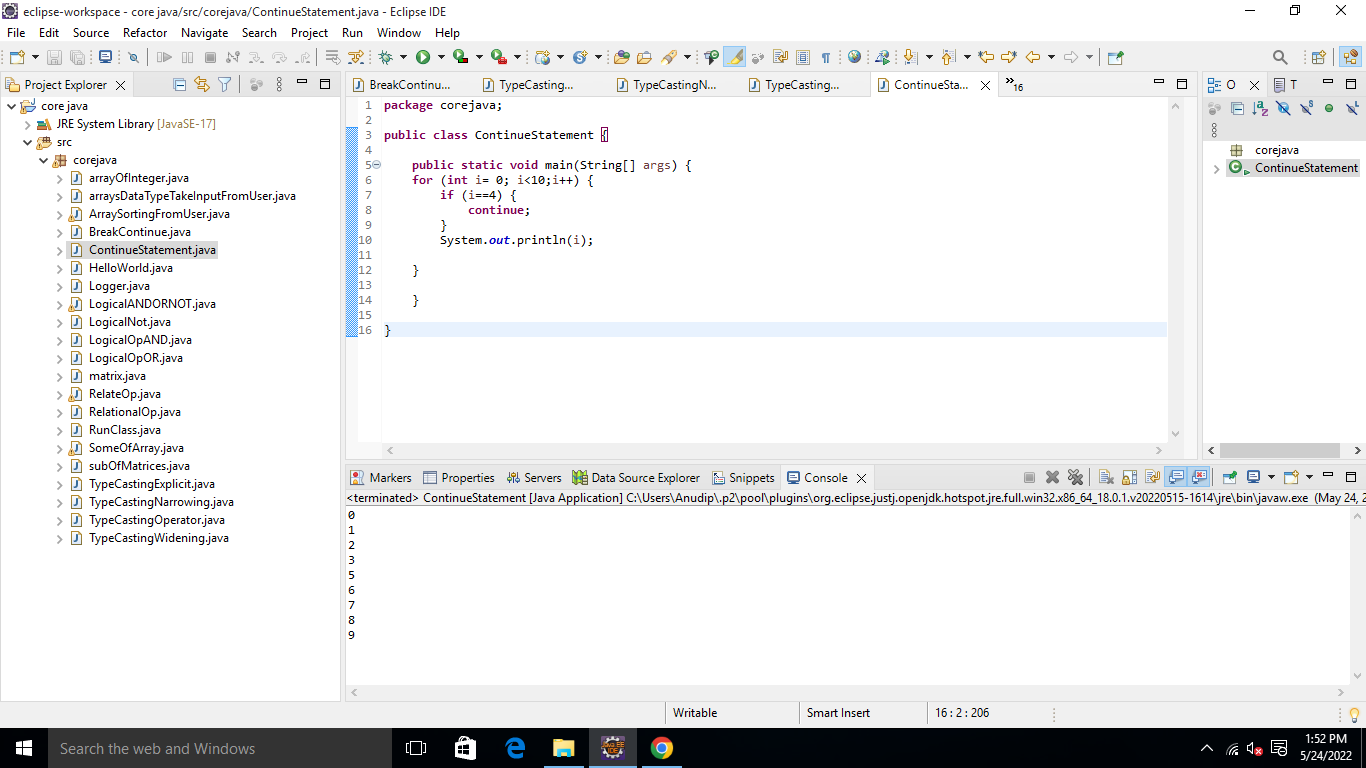 eclipse-workspace - core java/src/corejava/ContinueStatement.java - Eclipse IDE
File Edit Source Refactor Navigate Search Project Run Window Help
Project Explorer
core java
JRE System Library [JavaSE-17]
src
corejava
arrayOfInteger.java
arraysDataTypeTakeInputFromUser.java
ArraySortingFromUser.java
BreakContinue.java
ContinueStatement.java
HelloWorld.java
Logger.java
LogicalANDORNOT.java
LogicalNot.java
LogicalOpAND.java
LogicalOpOR.java
matrix.java
RelateOp.java
RelationalOp.java
RunClass.java
SomeOfArray.java
subOfMatrices.java
TypeCastingExplicit.java
TypeCastingNarrowing.java
TypeCastingOperator.java
TypeCastingWidening.java
BreakContinu... TypeCasting... TypeCastingN... TypeCasting... ContinueSta... »16
1 package corejava;
2
3 public class ContinueStatement {
4
5 public static void main(String[] args) {
6 for (int i= 0; i<10;i++) {
7 if (i==4) {
8 continue;
9 }
10 System.out.println(i);
11
12 }
13
14 }
15
16 }
O T
corejava
ContinueStatement
Markers Properties Servers Data Source Explorer Snippets Console
<terminated> ContinueStatement [Java Application] C:\Users\Anudip\.p2\pool\plugins\org.eclipse.justj.openjdk.hotspot.jre.full.win32.x86_64_18.0.1.v20220515-1614\jre\bin\javaw.exe (May 24, 2
0
1
2
3
5
6
7
8
9
Writable Smart Insert 16 : 2 : 206
Search the web and Windows
1:52 PM
5/24/2022